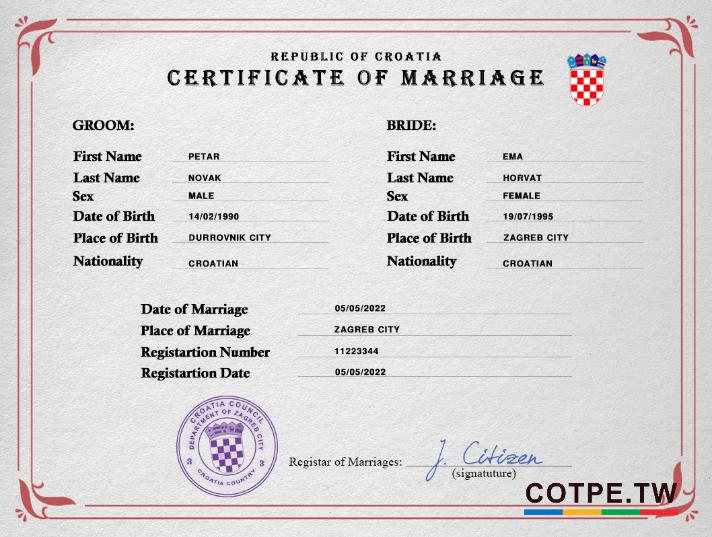 REPUBLIC OF CROATIA
CERTIFICATE OF MARRIAGE
GROOM: BRIDE:
First Name PETAR First Name EMA
Last Name NOVAK Last Name HORVAT
Sex MALE Sex FEMALE
Date of Birth 14/02/1990 Date of Birth 19/07/1995
Place of Birth DURROVNIK CITY Place of Birth ZAGREB CITY
Nationality CROATIAN Nationality CROATIAN
Date of Marriage 05/05/2022
Place of Marriage ZAGREB CITY
Registartion Number 11223344
Registartion Date 05/05/2022
CROATIA COUNCIL
DEPARTMENT OF ZAGREB CITY
CROATIA COUNTRY
Registar of Marriages: J. Citizen
(signatuture)
COTPE.TW